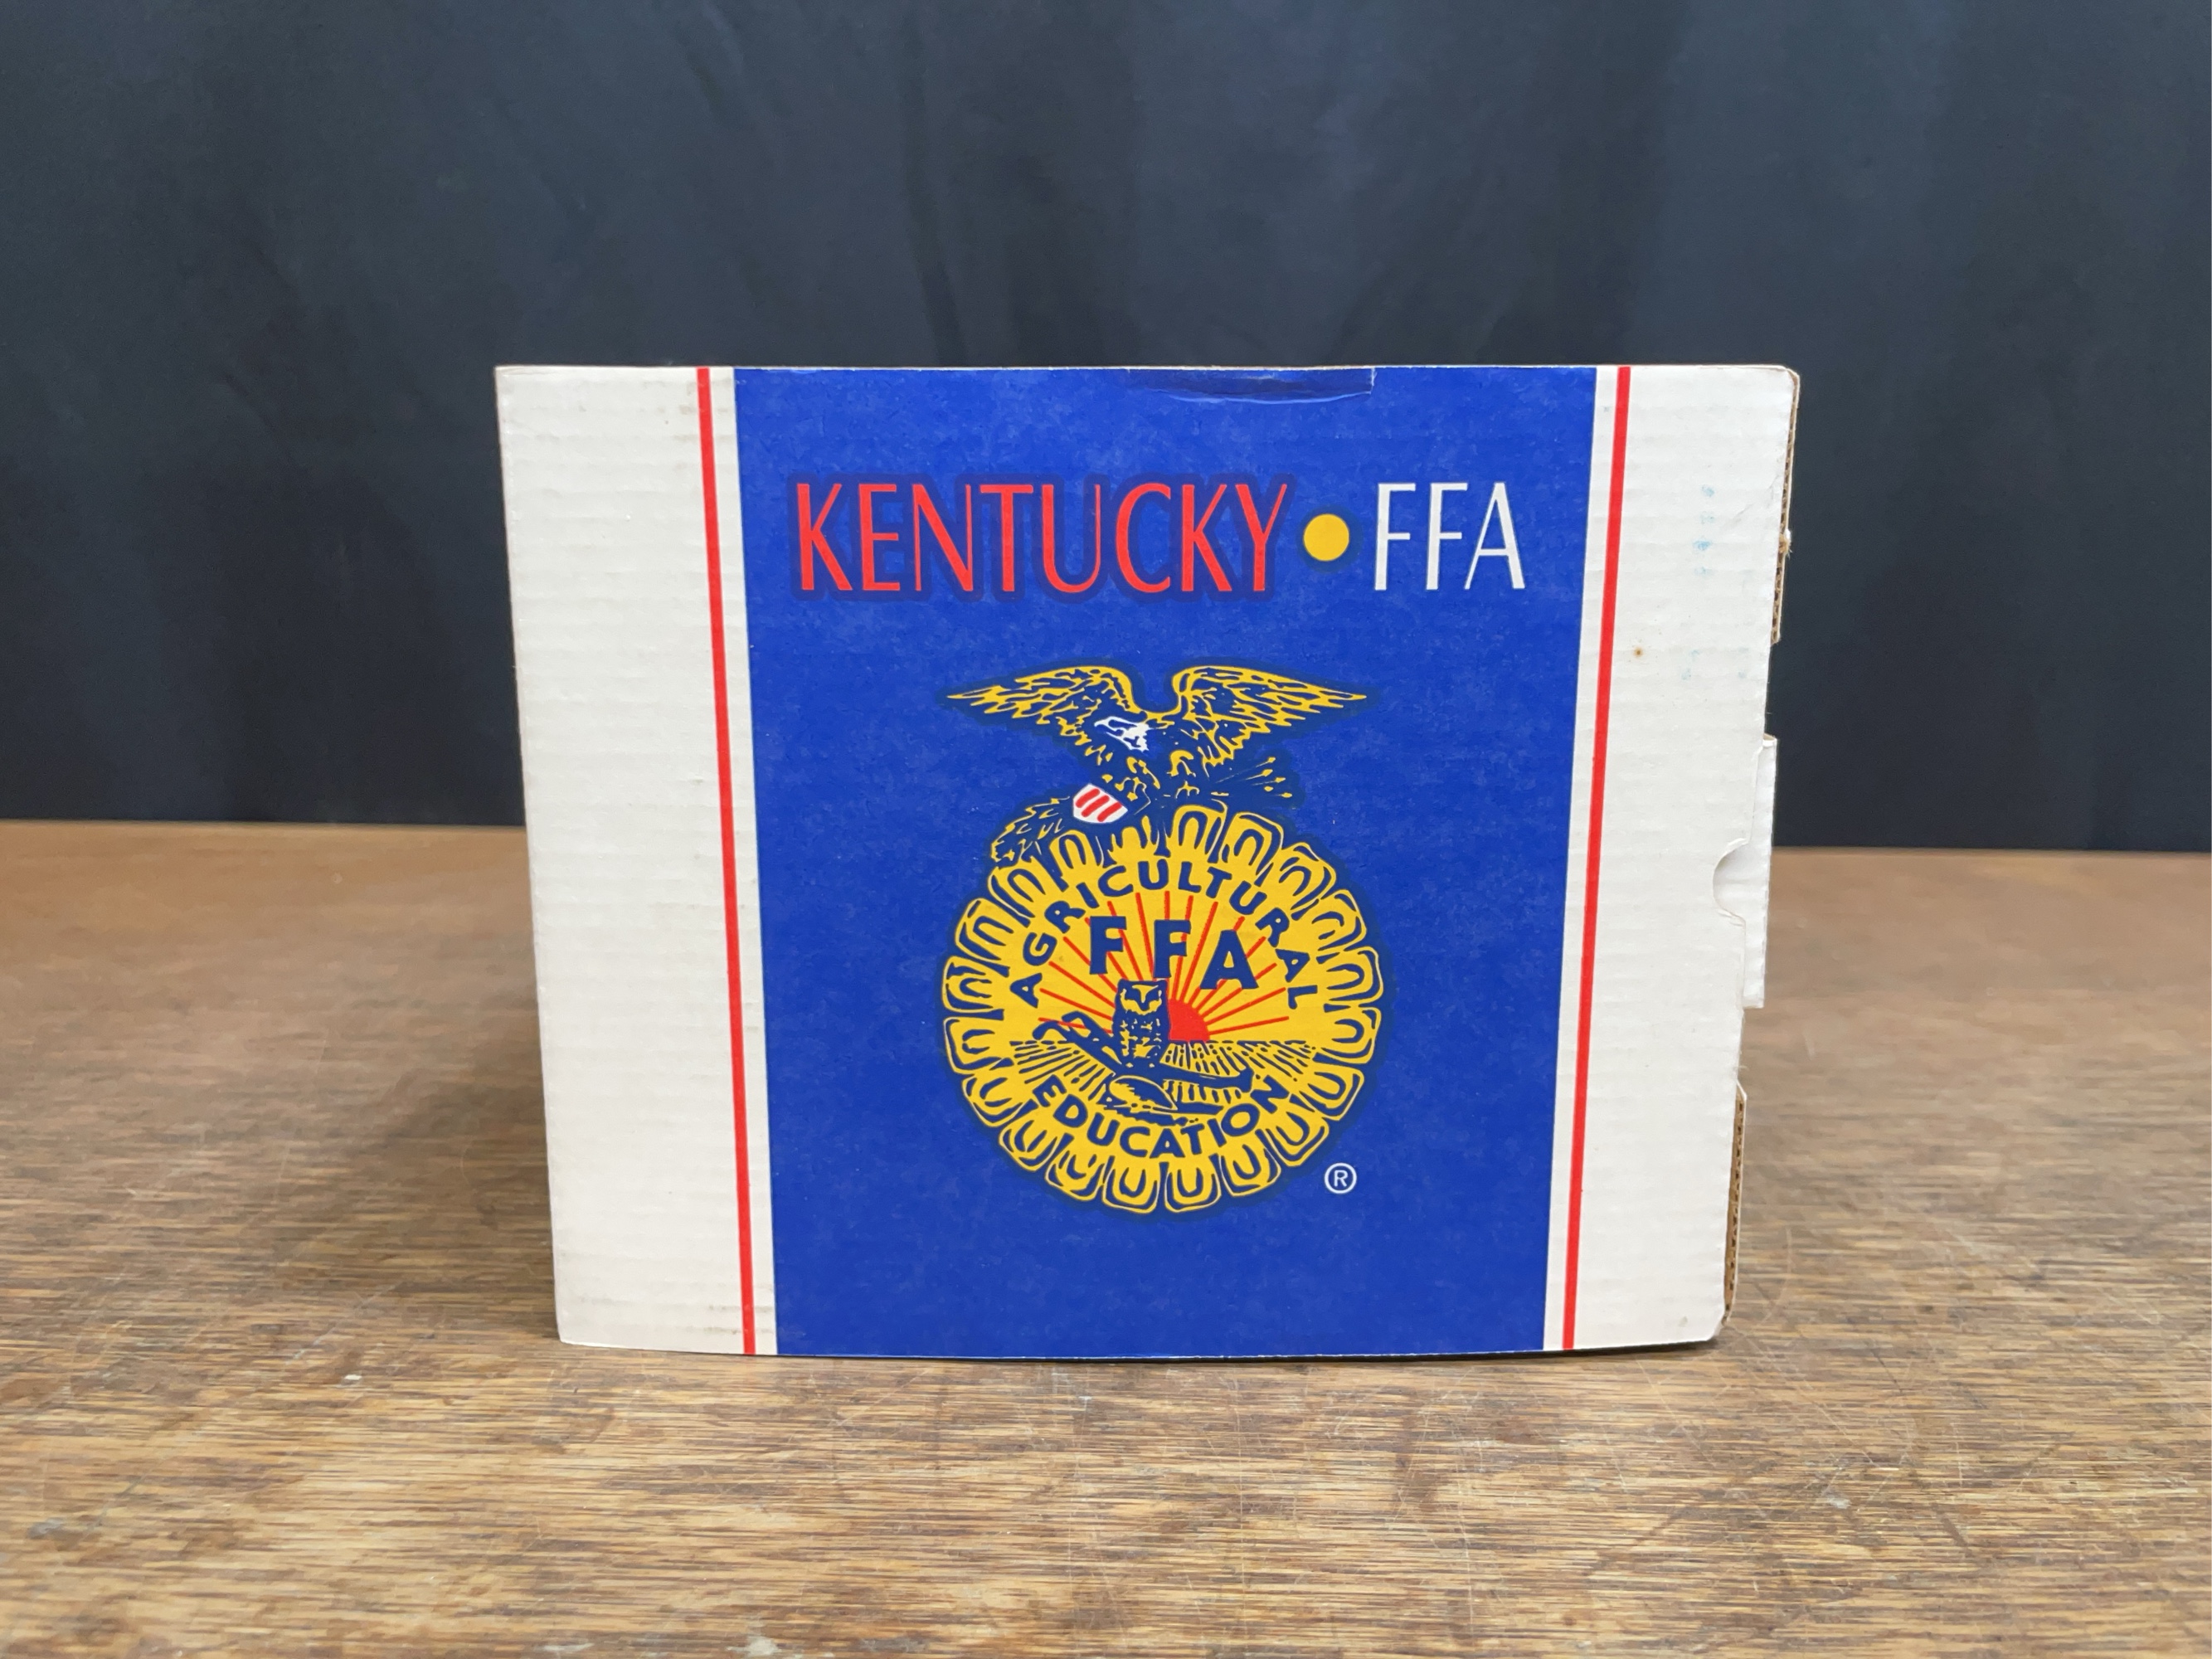 KENTUCKY • FFA
AGRICULTURAL
FFA
EDUCATION
®